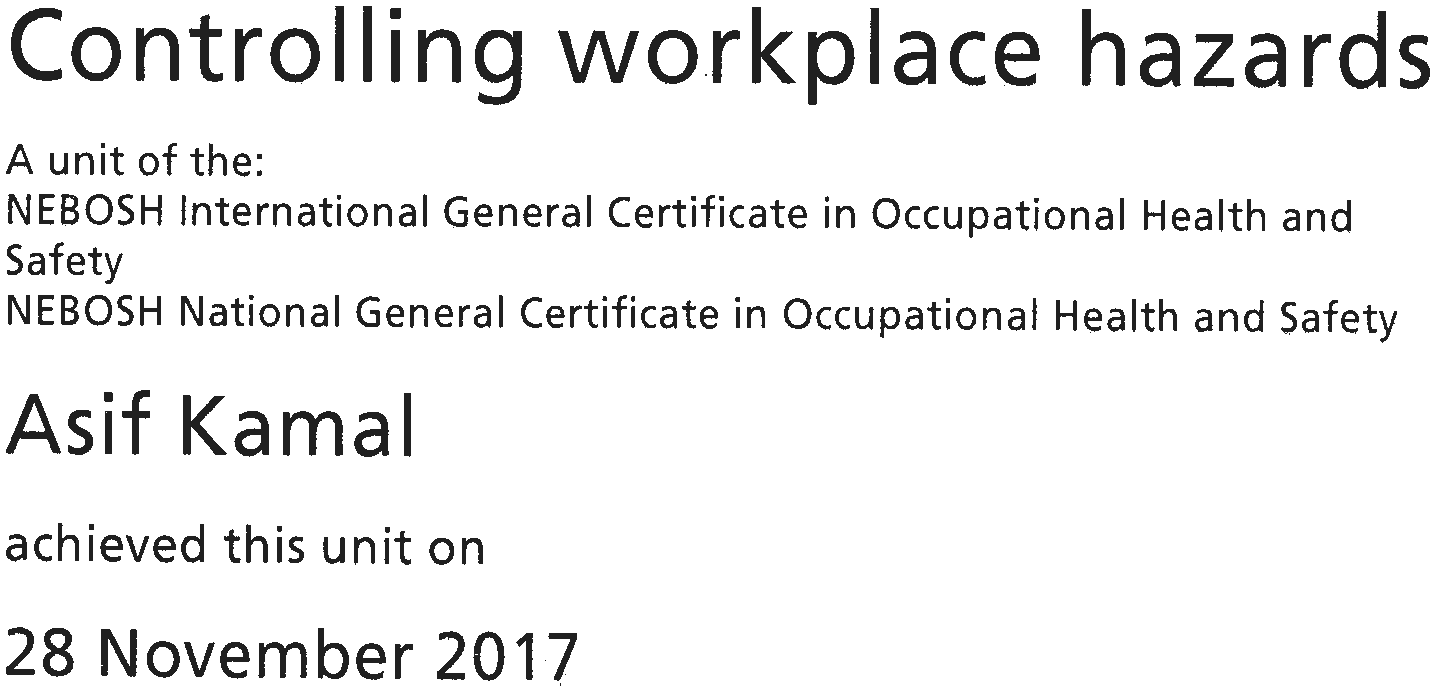 Controlling workplace hazards
A unit of the:
NEBOSH International General Certificate in Occupational Health and
Safety
NEBOSH National General Certificate in Occupational Health and Safety
Asif Kamal
achieved this unit on
28 November 2017